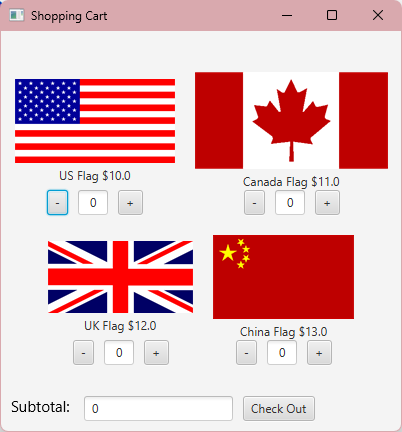 Shopping Cart
US Flag $10.0
- 0 +
Canada Flag $11.0
- 0 +
UK Flag $12.0
- 0 +
China Flag $13.0
- 0 +
Subtotal: 0 Check Out